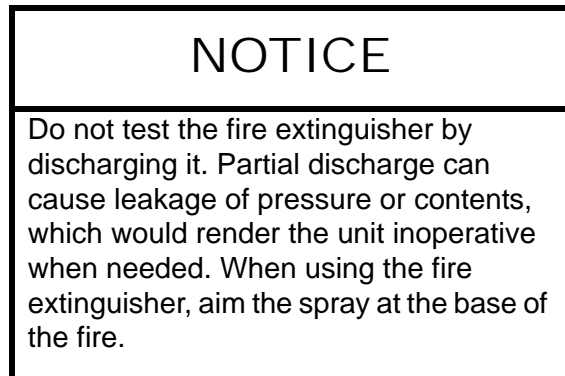 NOTICE
Do not test the fire extinguisher by
discharging it. Partial discharge can
cause leakage of pressure or contents,
which would render the unit inoperative
when needed. When using the fire
extinguisher, aim the spray at the base of
the fire.